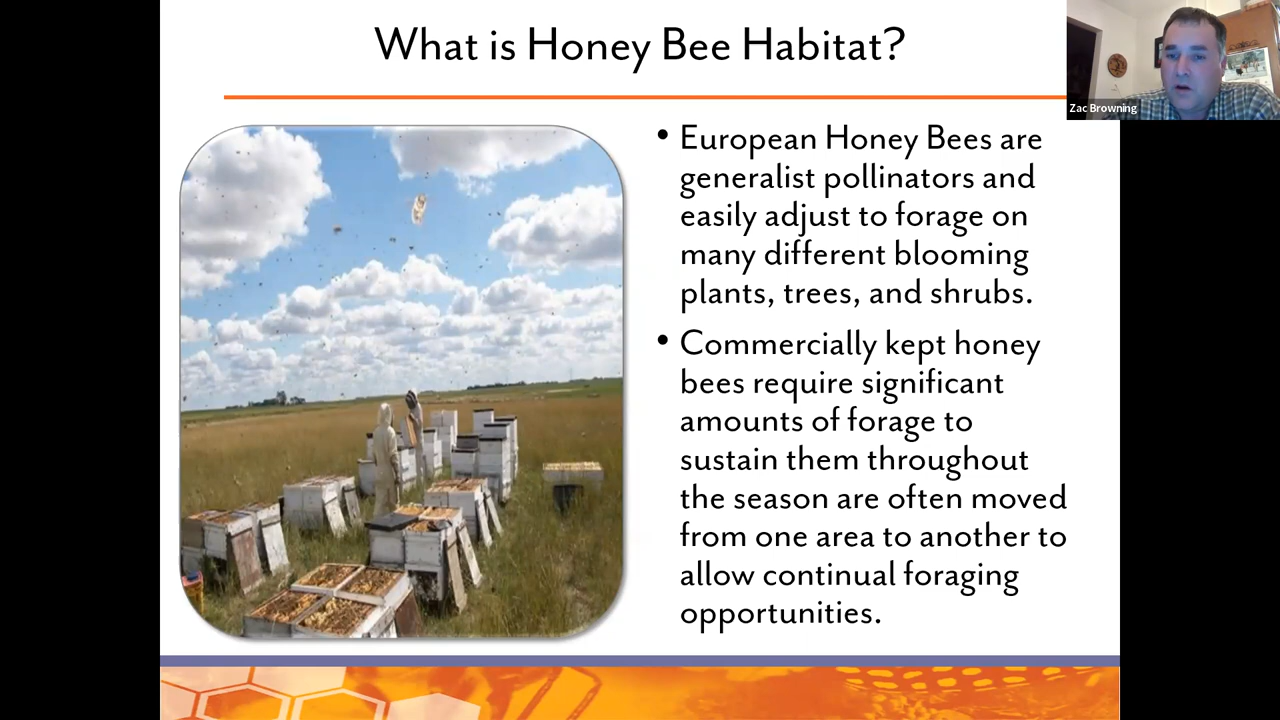 What is Honey Bee Habitat?
Zac Browning
• European Honey Bees are
generalist pollinators and
easily adjust to forage on
many different blooming
plants, trees, and shrubs.
• Commercially kept honey
bees require significant
amounts of forage to
sustain them throughout
the season are often moved
from one area to another to
allow continual foraging
opportunities.